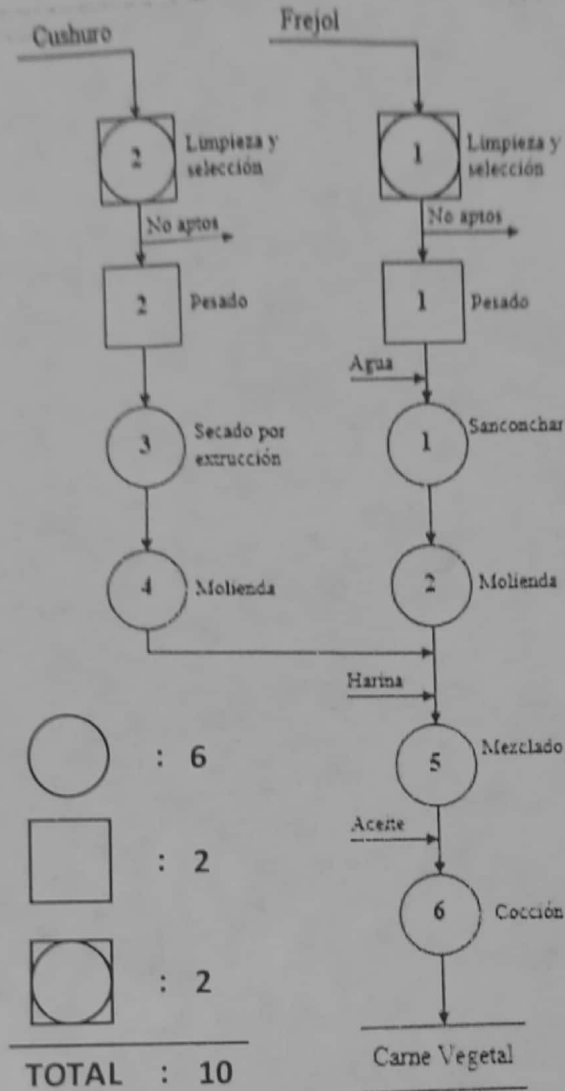 Cushuro
Frejol
2
Limpieza y
selección
1
Limpieza y
selección
No aptos
No aptos
2
Pesado
1
Pesado
Agua
3
Secado por
extrucción
1
Sanconchar
4
Molienda
2
Molienda
Harina
5
Mezclado
Aceite
6
Cocción
Carne Vegetal
: 6
: 2
: 2
TOTAL : 10